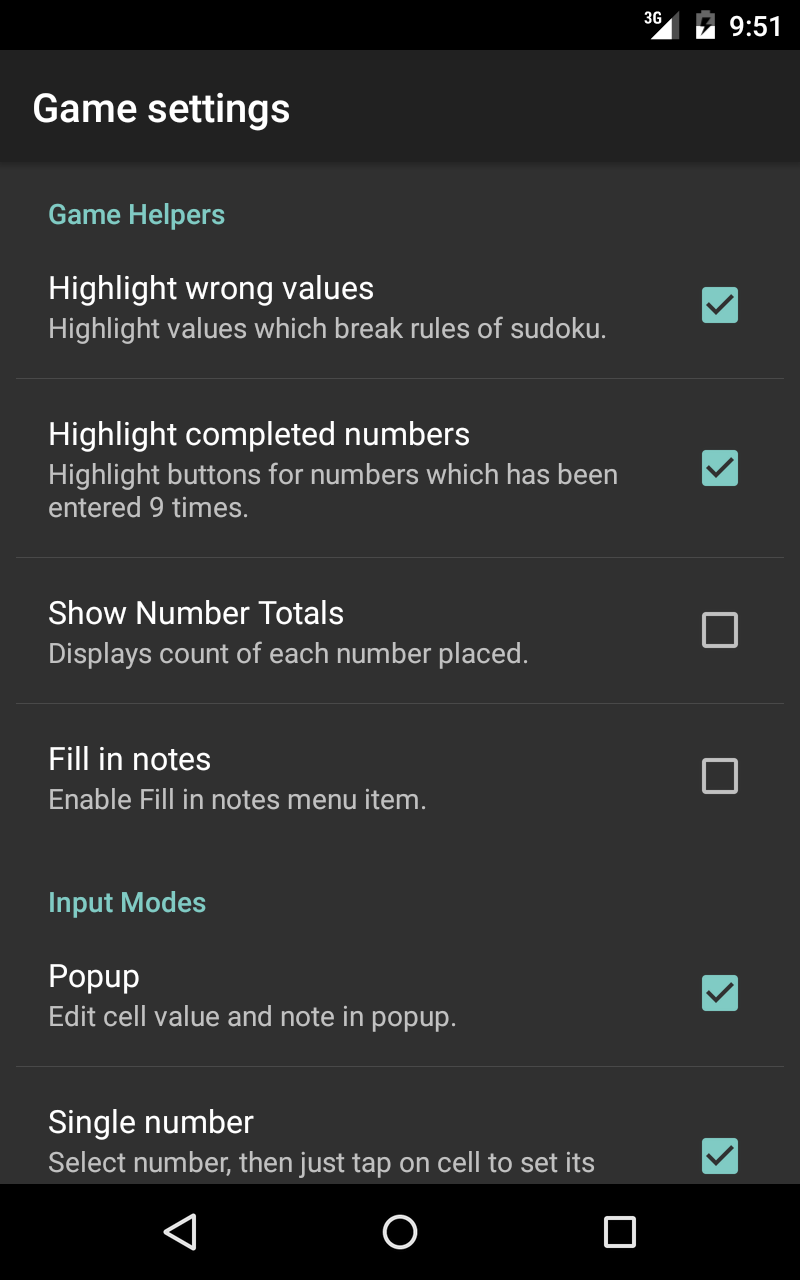 3G 9:51
Game settings
Game Helpers
Highlight wrong values
Highlight values which break rules of sudoku.
Highlight completed numbers
Highlight buttons for numbers which has been
entered 9 times.
Show Number Totals
Displays count of each number placed.
Fill in notes
Enable Fill in notes menu item.
Input Modes
Popup
Edit cell value and note in popup.
Single number
Select number, then just tap on cell to set its